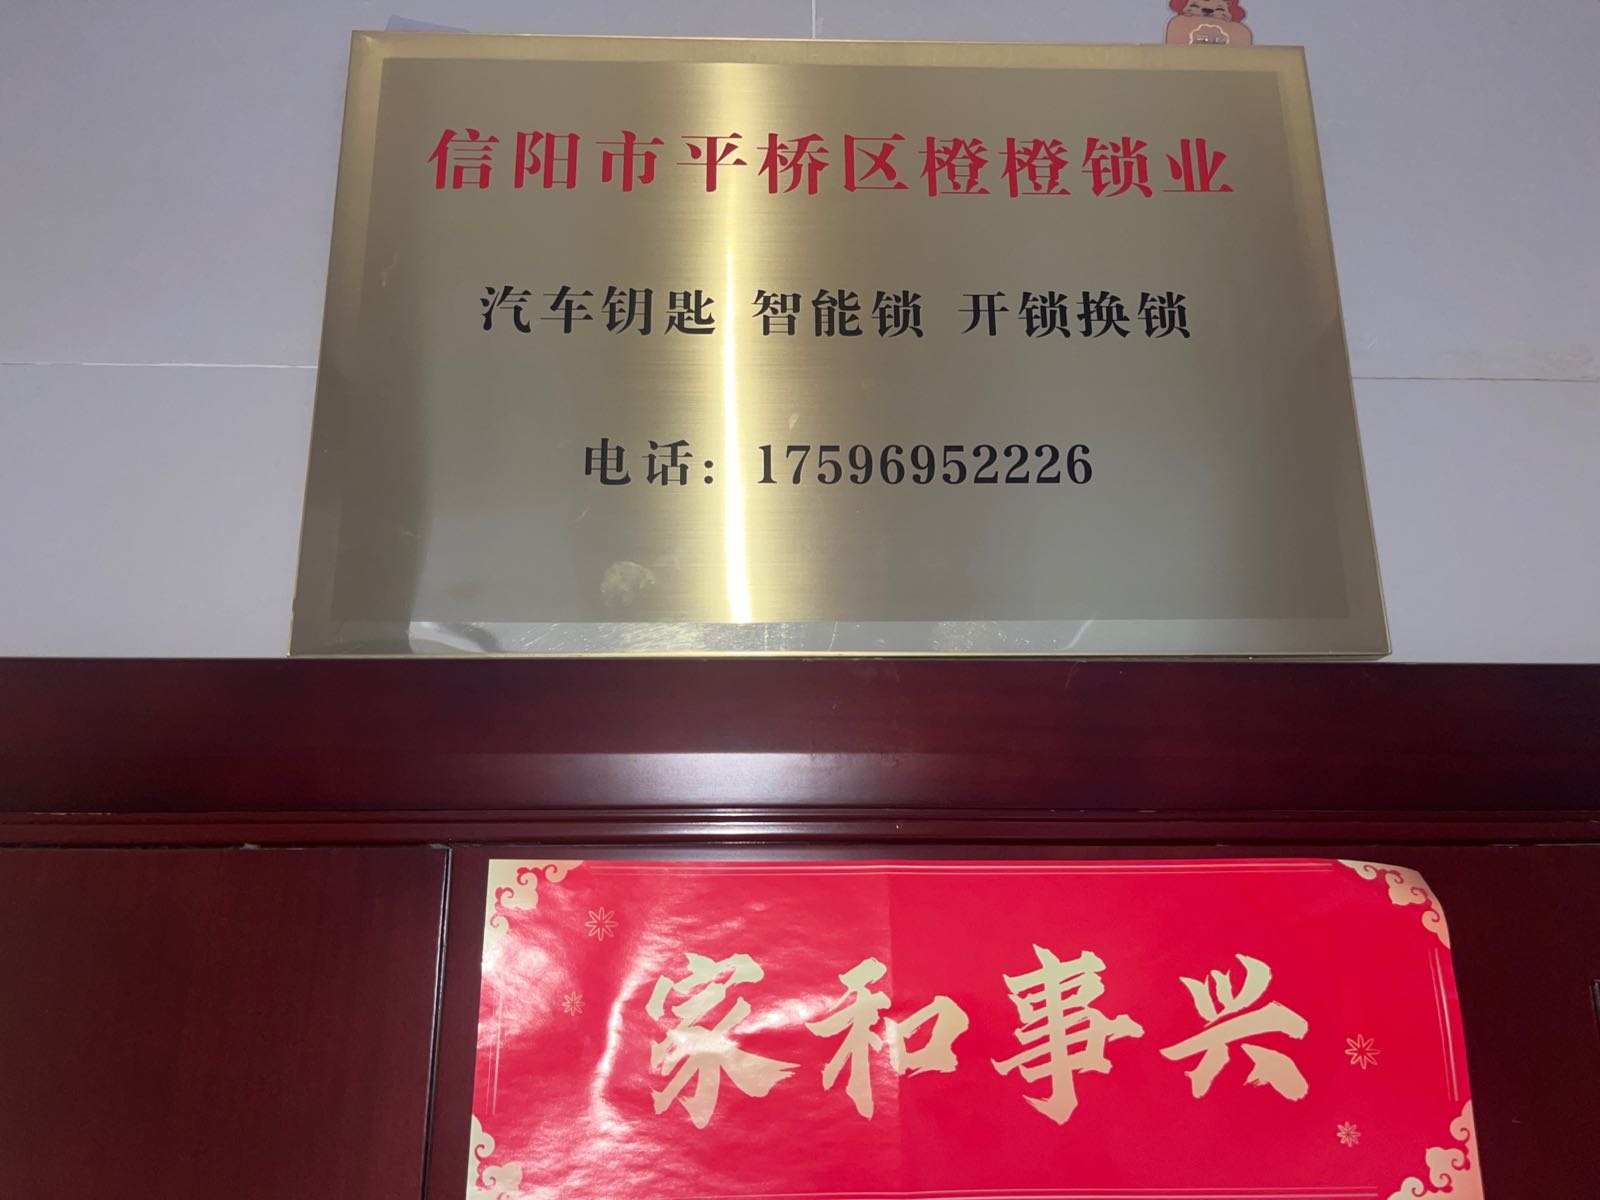 信阳市平桥区橙橙锁业
汽车钥匙 智能锁 开锁换锁
电话：17596952226
家和事兴